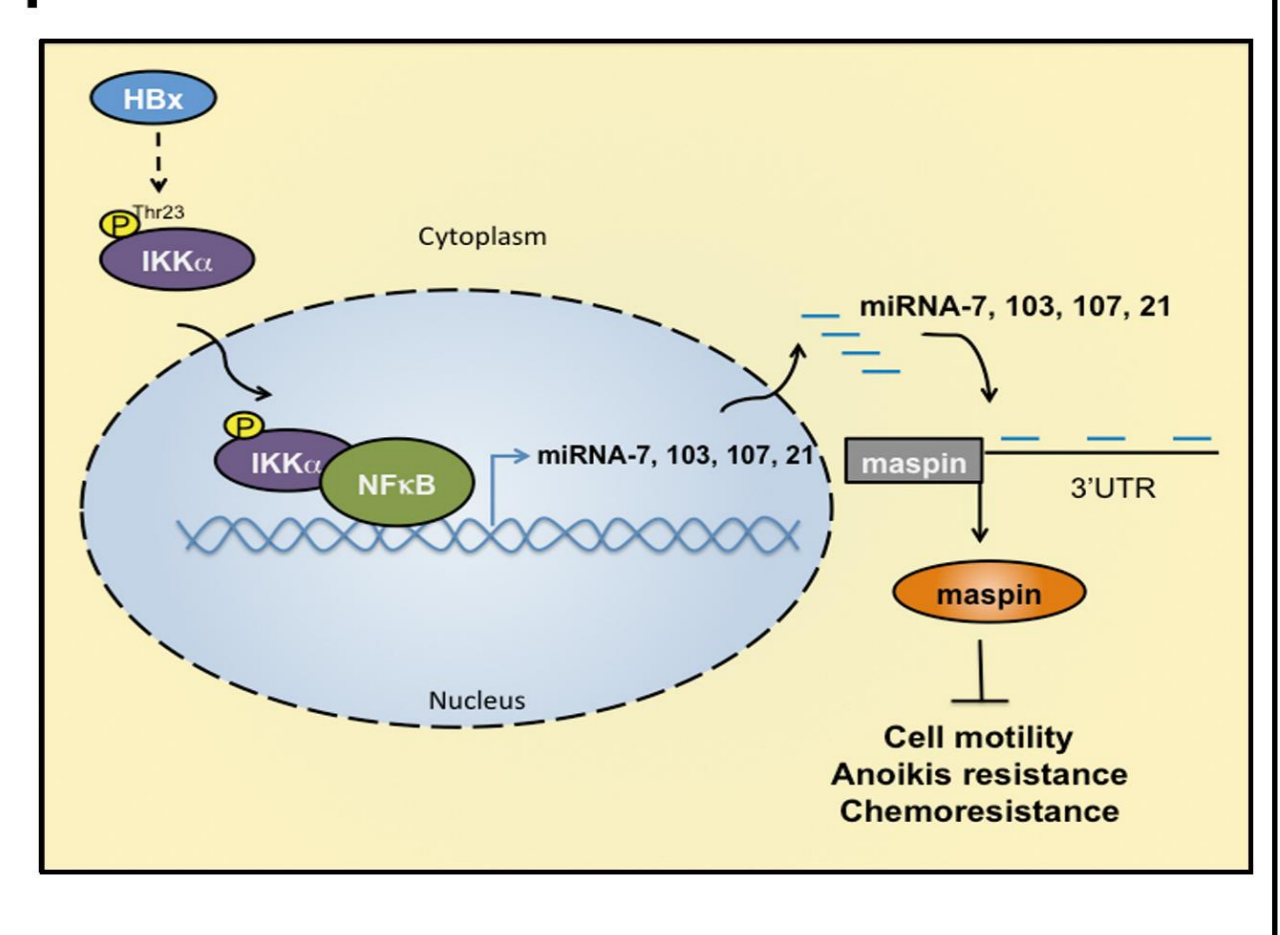 HBx
Thr23
P
IKKα
Cytoplasm
miRNA-7, 103, 107, 21
P
IKKα
NFκB
miRNA-7, 103, 107, 21
maspin
3'UTR
maspin
Nucleus
Cell motility
Anoikis resistance
Chemoresistance